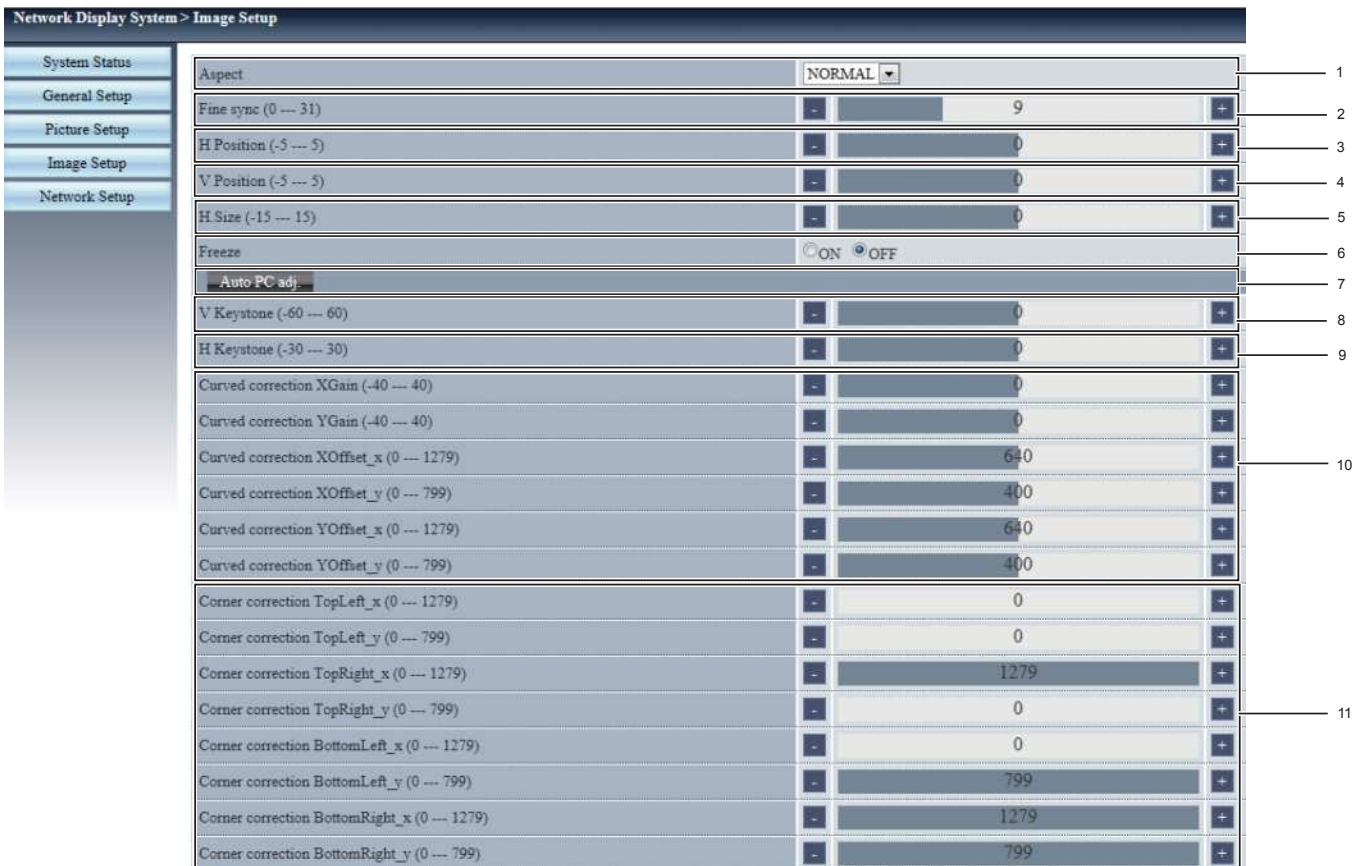 Network Display System > Image Setup
System Status
General Setup
Picture Setup
Image Setup
Network Setup
Aspect NORMAL 1
Fine sync (0 --- 31) - 9 + 2
H Position (-5 --- 5) - 0 + 3
V Position (-5 --- 5) - 0 + 4
H.Size (-15 --- 15) - 0 + 5
Freeze ON OFF 6
Auto PC adj. 7
V Keystone (-60 --- 60) - 0 + 8
H Keystone (-30 --- 30) - 0 + 9
Curved correction XGain (-40 --- 40) - 0 +
Curved correction YGain (-40 --- 40) - 0 +
Curved correction XOffset_x (0 --- 1279) - 640 + 10
Curved correction XOffset_y (0 --- 799) - 400 +
Curved correction YOffset_x (0 --- 1279) - 640 +
Curved correction YOffset_y (0 --- 799) - 400 +
Corner correction TopLeft_x (0 --- 1279) - 0 +
Corner correction TopLeft_y (0 --- 799) - 0 +
Corner correction TopRight_x (0 --- 1279) - 1279 +
Corner correction TopRight_y (0 --- 799) - 0 + 11
Corner correction BottomLeft_x (0 --- 1279) - 0 +
Corner correction BottomLeft_y (0 --- 799) - 799 +
Corner correction BottomRight_x (0 --- 1279) - 1279 +
Corner correction BottomRight_y (0 --- 799) - 799 +